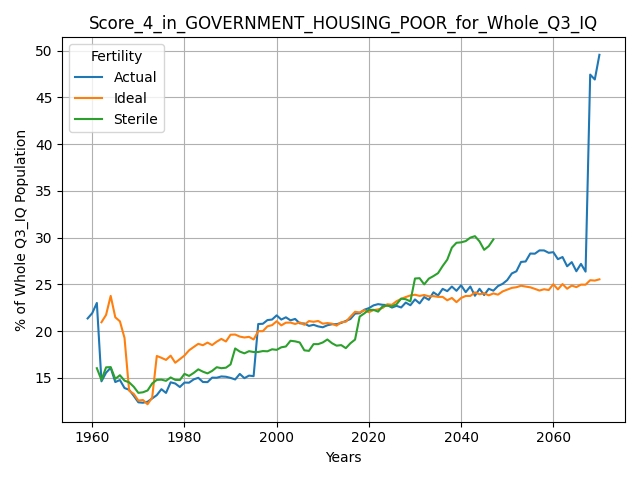 Score_4_in_GOVERNMENT_HOUSING_POOR_for_Whole_Q3_IQ
Fertility
Actual
Ideal
Sterile
% of Whole Q3_IQ Population
50
45
40
35
30
25
20
15
1960 1980 2000 2020 2040 2060
Years